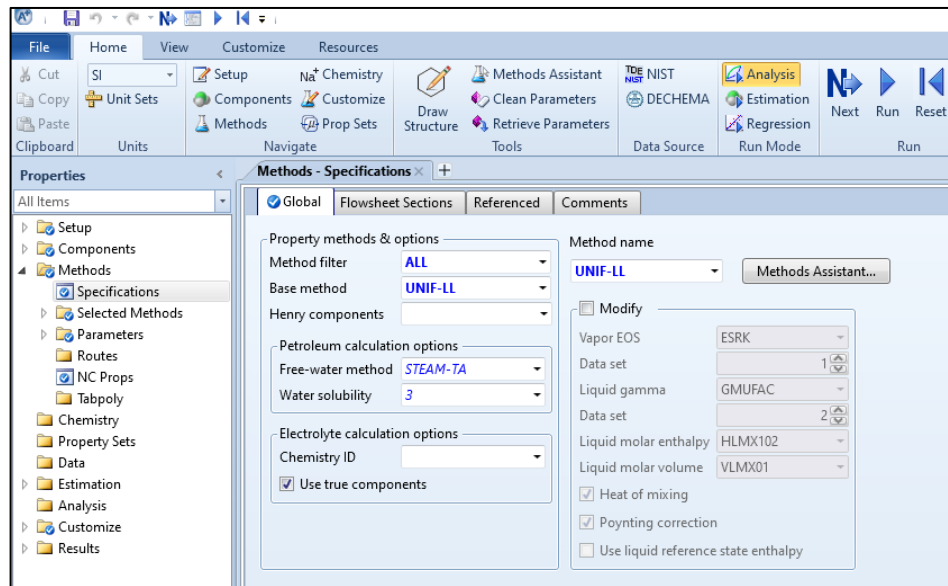 File Home View Customize Resources
Cut SI Setup Na+ Chemistry Methods Assistant TDE NIST NIST Analysis
Copy Unit Sets Components Customize Draw Structure Clean Parameters DECHEMA Estimation Next Run Reset
Paste Methods Prop Sets Retrieve Parameters Regression
Clipboard Units Navigate Tools Data Source Run Mode Run
Properties
All Items
Setup
Components
Methods
Specifications
Selected Methods
Parameters
Routes
NC Props
Tabpoly
Chemistry
Property Sets
Data
Estimation
Analysis
Customize
Results
Methods - Specifications
Global Flowsheet Sections Referenced Comments
Property methods & options
Method filter ALL
Base method UNIF-LL
Henry components
Petroleum calculation options
Free-water method STEAM-TA
Water solubility 3
Electrolyte calculation options
Chemistry ID
Use true components
Method name
UNIF-LL Methods Assistant...
Modify
Vapor EOS ESRK
Data set 1
Liquid gamma GMUFAC
Data set 2
Liquid molar enthalpy HLMX102
Liquid molar volume VLMX01
Heat of mixing
Poynting correction
Use liquid reference state enthalpy